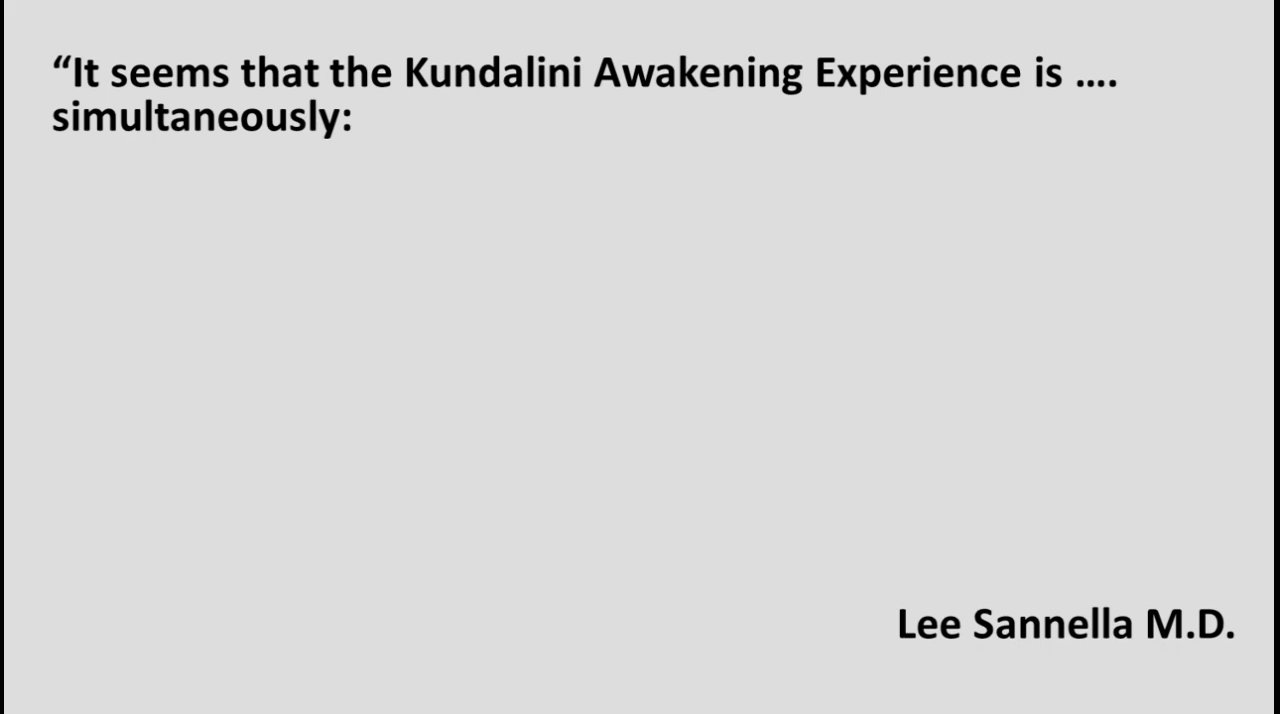 “It seems that the Kundalini Awakening Experience is ....
simultaneously:
Lee Sannella M.D.